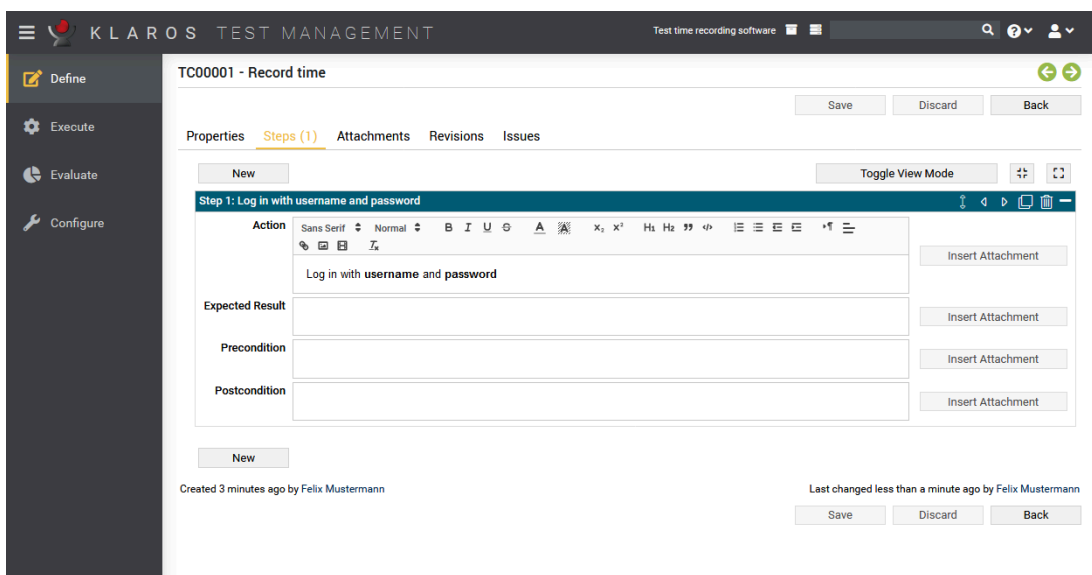 KLAROS TEST MANAGEMENT
Test time recording software
Define
Execute
Evaluate
Configure
TC00001 - Record time
Save Discard Back
Properties Steps (1) Attachments Revisions Issues
New Toggle View Mode
Step 1: Log in with username and password
Action
Sans Serif Normal B I U S A A X₂ X² H₁ H₂
Insert Attachment
Log in with username and password
Expected Result
Insert Attachment
Precondition
Insert Attachment
Postcondition
Insert Attachment
New
Created 3 minutes ago by Felix Mustermann Last changed less than a minute ago by Felix Mustermann
Save Discard Back